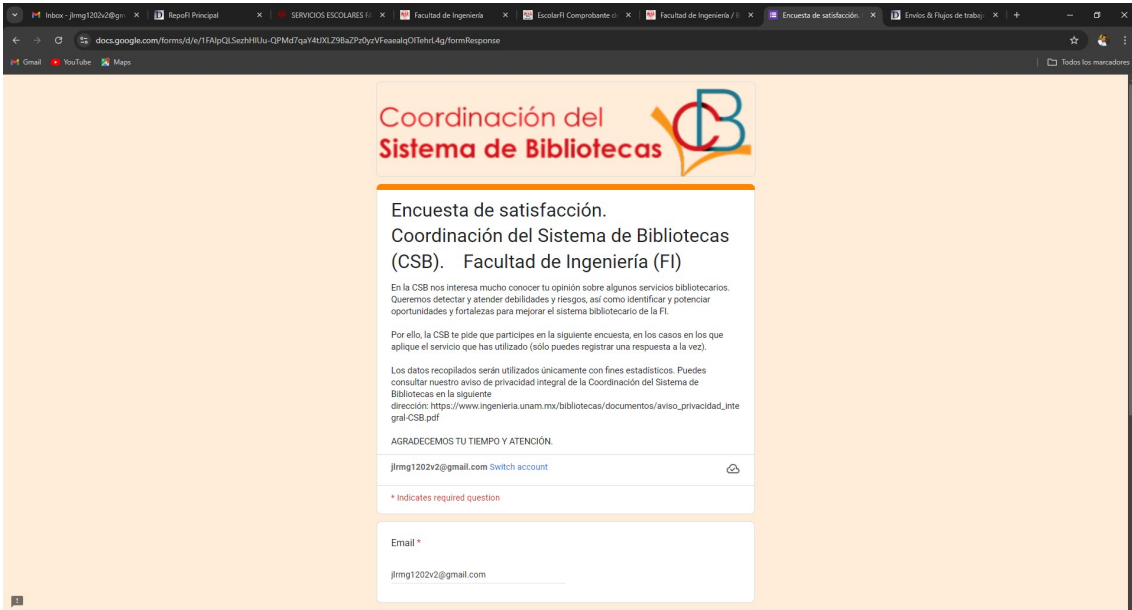 Inbox - jlrmg1202v2@gm
RepoFI Principal
SERVICIOS ESCOLARES FA
Facultad de Ingeniería
EscolarFI Comprobante d
Facultad de Ingeniería / B
Encuesta de satisfacción.
Envíos & Flujos de trabaj
docs.google.com/forms/d/e/1FAIpQLSezhHIUu-QPMd7qaY4tJXLZ9BaZPz0yzVFeaealqOITehrL4g/formResponse
Gmail
YouTube
Maps
Todos los marcadores
Coordinación del
Sistema de Bibliotecas
CB
Encuesta de satisfacción.
Coordinación del Sistema de Bibliotecas
(CSB). Facultad de Ingeniería (FI)
En la CSB nos interesa mucho conocer tu opinión sobre algunos servicios bibliotecarios.
Queremos detectar y atender debilidades y riesgos, así como identificar y potenciar
oportunidades y fortalezas para mejorar el sistema bibliotecario de la FI.
Por ello, la CSB te pide que participes en la siguiente encuesta, en los casos en los que
aplique el servicio que has utilizado (sólo puedes registrar una respuesta a la vez).
Los datos recopilados serán utilizados únicamente con fines estadísticos. Puedes
consultar nuestro aviso de privacidad integral de la Coordinación del Sistema de
Bibliotecas en la siguiente
dirección: https://www.ingenieria.unam.mx/bibliotecas/documentos/aviso_privacidad_inte
gral-CSB.pdf
AGRADECEMOS TU TIEMPO Y ATENCIÓN.
jlrmg1202v2@gmail.com Switch account
* Indicates required question
Email *
jlrmg1202v2@gmail.com